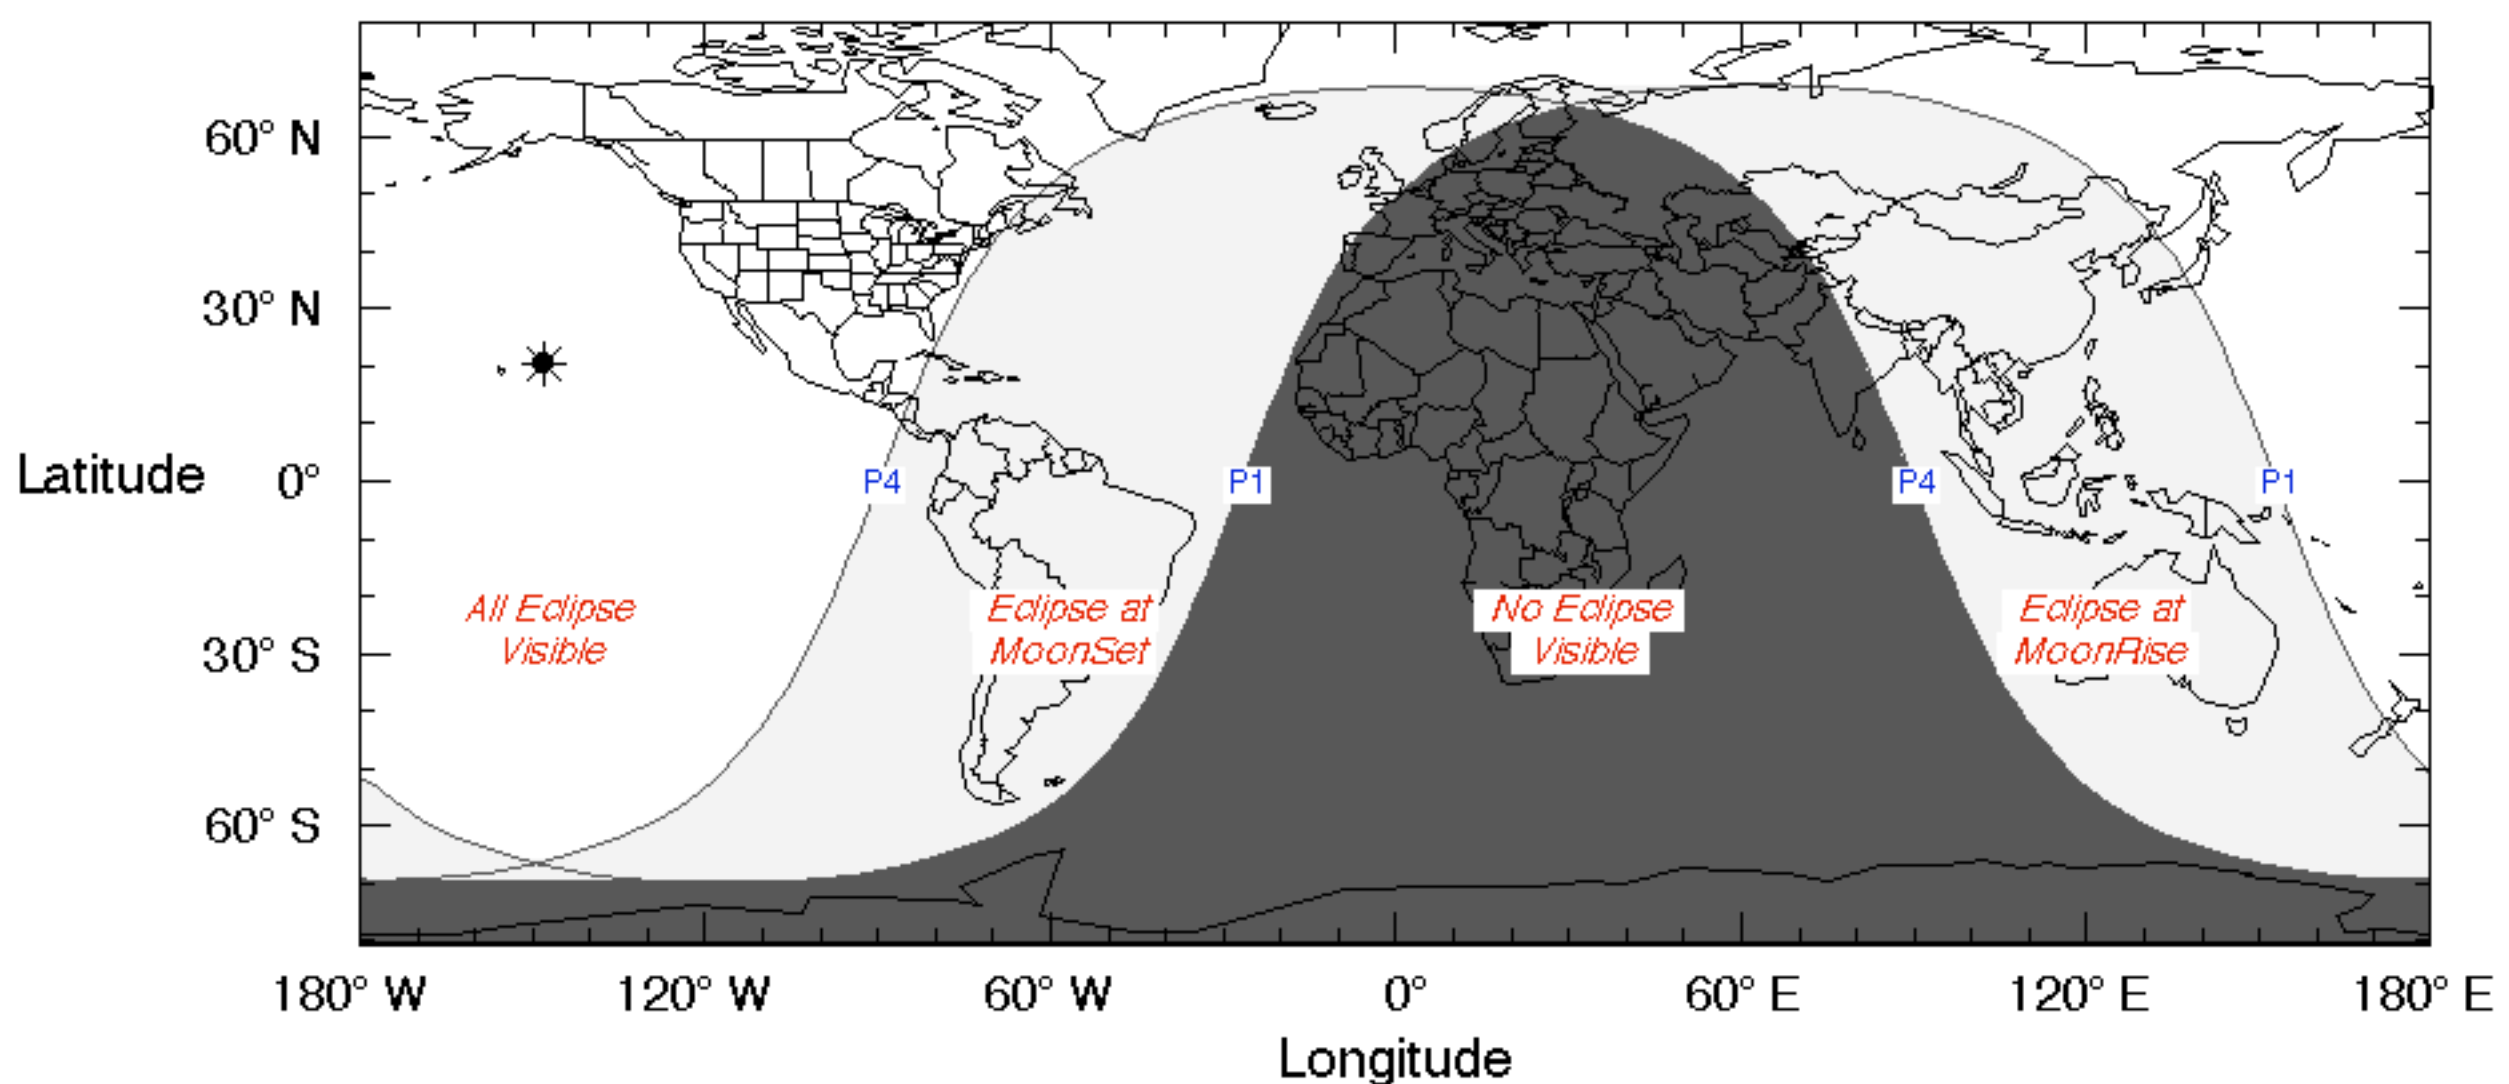 60° N
30° N
Latitude 0°
P4 P1 P4 P1
All Eclipse
Visible
Eclipse at
MoonSet
No Eclipse
Visible
Eclipse at
MoonRise
30° S
60° S
180° W 120° W 60° W 0° 60° E 120° E 180° E
Longitude